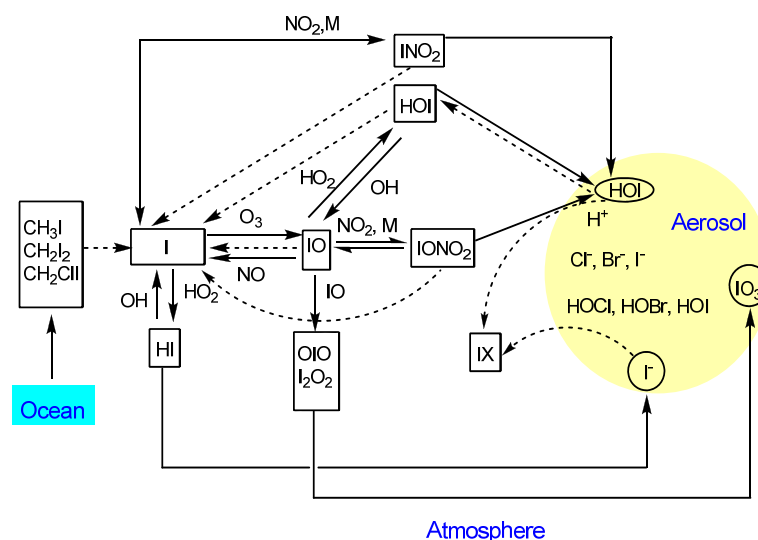 NO₂,M
INO₂
HOI
HO₂
OH
HOI
H⁺
Aerosol
CH₃I
CH₂I₂
CH₂ClI
O₃
I
IO
NO₂, M
IONO₂
NO
Cl⁻, Br⁻, I⁻
OH
HO₂
IO
IO₃
HOCl, HOBr, HOI
HI
OIO
I₂O₂
IX
I⁻
Ocean
Atmosphere